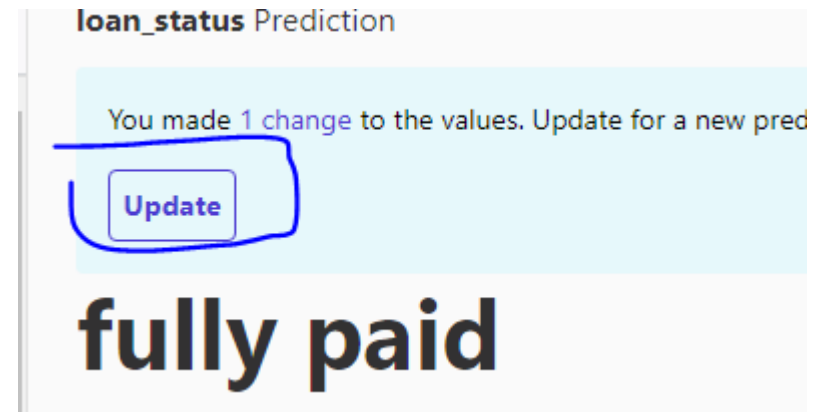 loan_status Prediction
You made 1 change to the values. Update for a new pred
Update
fully paid